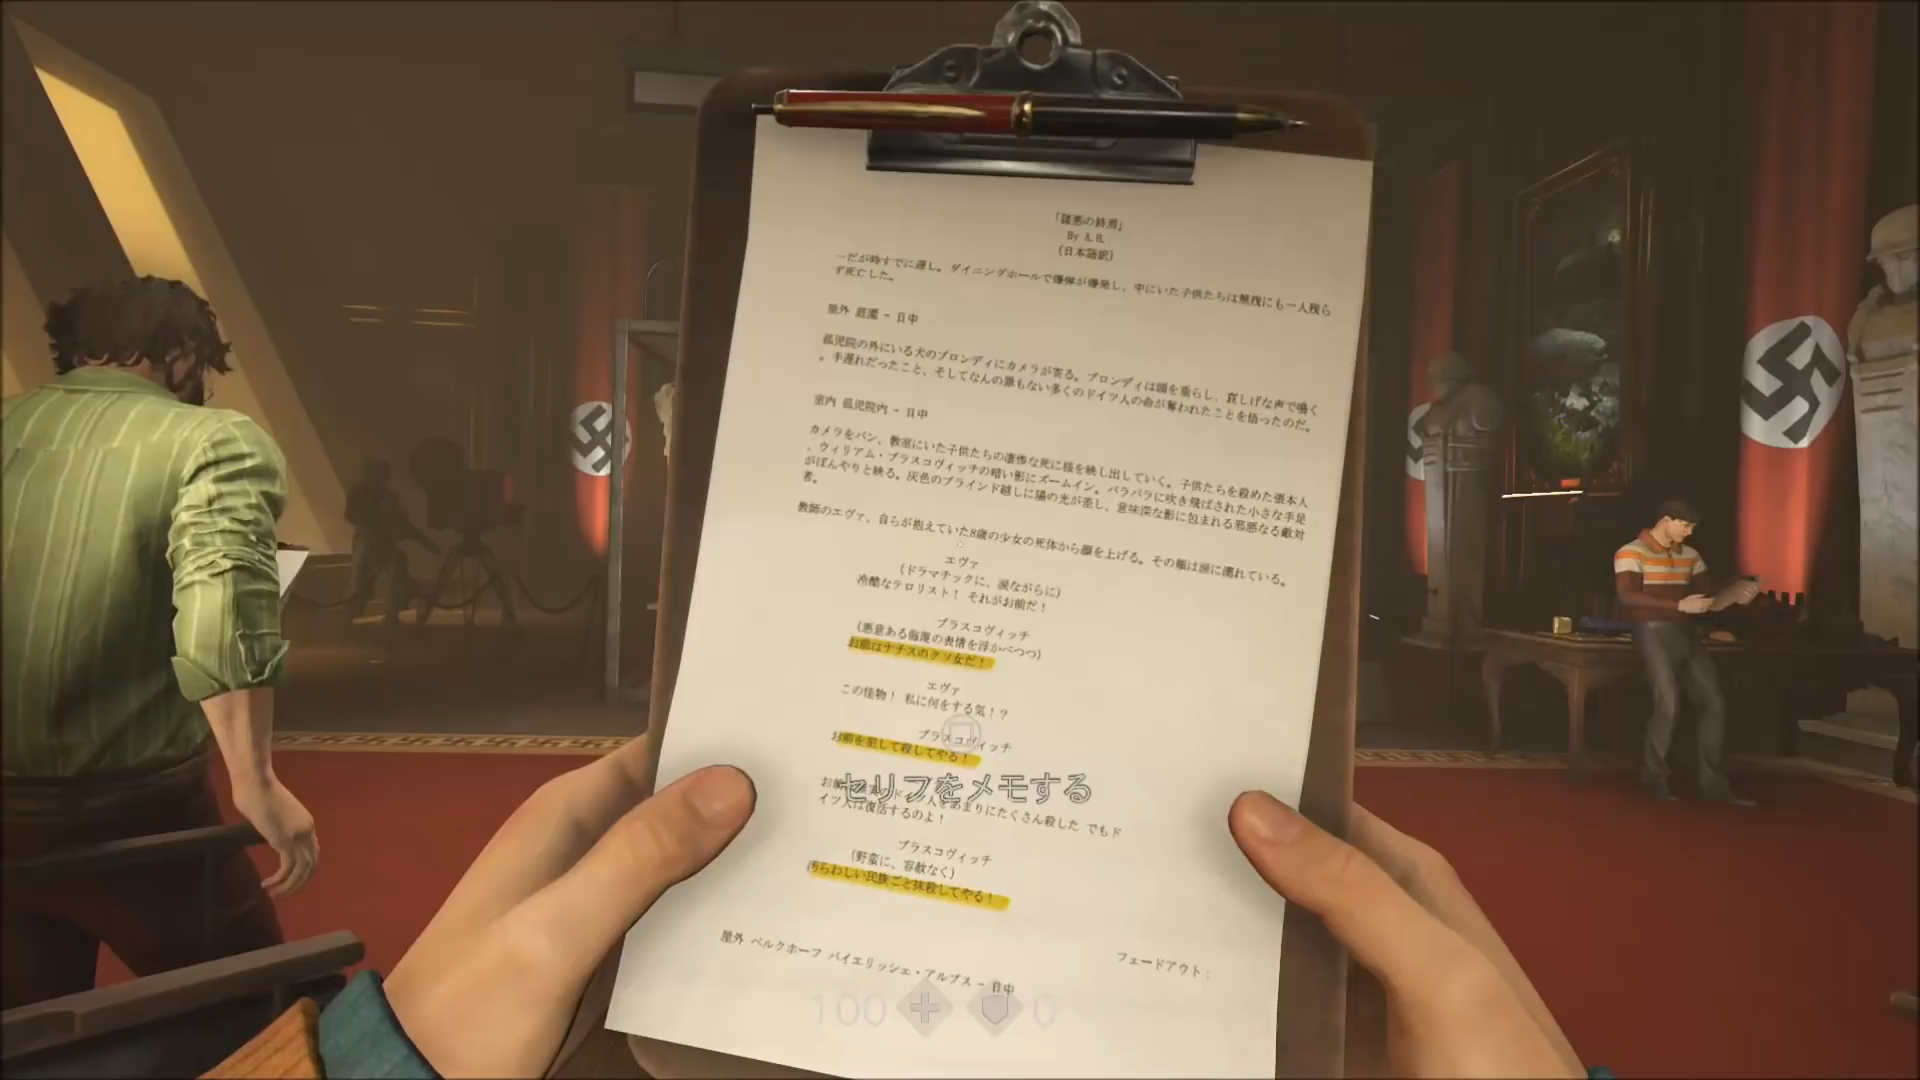 「諸悪の終焉」
By A.H.
(日本語訳)
―だが時すでに遅し。ダイニングホールで爆弾が爆発し、中にいた子供たちは無残にも一人残ら
ず死亡した。
屋外 庭園 - 日中
孤児院の外にいる犬のブロンディにカメラが寄る。ブロンディは頭を垂らし、哀しげな声で鳴く
。手遅れだったこと、そしてなんの罪もない多くのドイツ人の命が奪われたことを悟ったのだ。
室内 孤児院内 - 日中
カメラをパン、教室にいた子供たちの凄惨な死に様を映し出していく。子供たちを殺めた張本人
、ウィリアム・ブラスコヴィッチの暗い影にズームイン。バラバラに吹き飛ばされた小さな手足
がぼんやりと映る。灰色のブラインド越しに陽の光が差し、意味深な影に包まれる邪悪なる敵対
者。
教師のエヴァ、自らが抱えていた8歳の少女の死体から顔を上げる。その頬は涙に濡れている。
エヴァ
(ドラマチックに、涙ながらに)
冷酷なテロリスト! それがお前だ!
ブラスコヴィッチ
(悪意ある侮蔑の表情を浮かべつつ)
お前はナチスのクソ女だ!
エヴァ
この怪物! 私に何をする気!?
ブラスコヴィッチ
お前を犯して殺してやる!
セリフをメモする
人をあまりにたくさん殺した でもド
イツ人は復活するのよ!
ブラスコヴィッチ
(野蛮に、容赦なく)
汚らわしい民族ごと抹殺してやる!
フェードアウト:
屋外 ベルクホーフ バイエリッシェ・アルプス - 日中
100
0